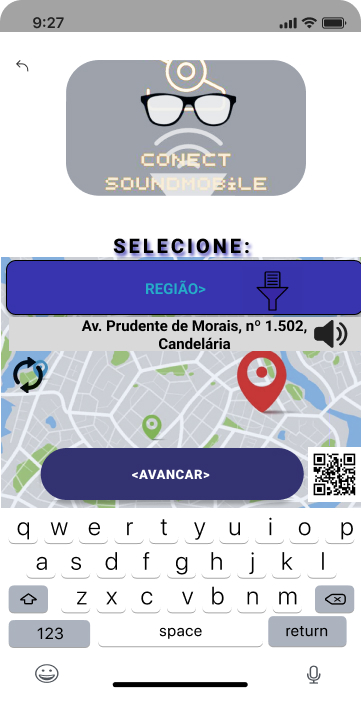 9:27
CONECT
SOUNDMOBiLE
SELECIONE:
REGIÃO>
Av. Prudente de Morais, nº 1.502,
Candelária
<AVANCAR>
q w e r t y u i o p
a s d f g h j k l
z x c v b n m
123 space return